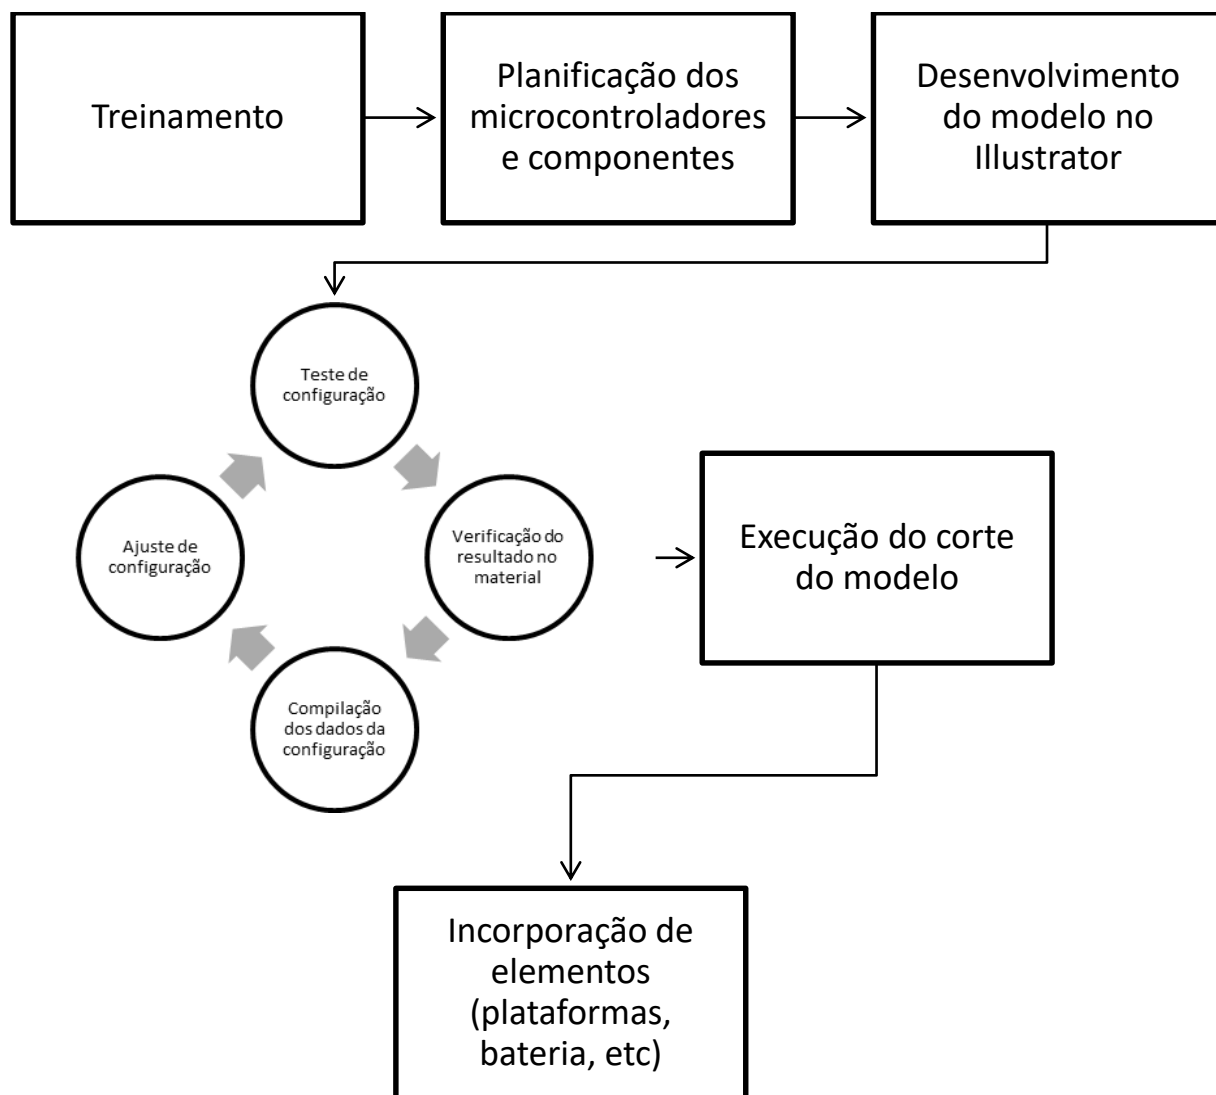 Treinamento
Planificação dos
microcontroladores
e componentes
Desenvolvimento
do modelo no
Illustrator
Teste de
configuração
Ajuste de
configuração
Verificação do
resultado no
material
Compilação
dos dados da
configuração
Execução do corte
do modelo
Incorporação de
elementos
(plataformas,
bateria, etc)